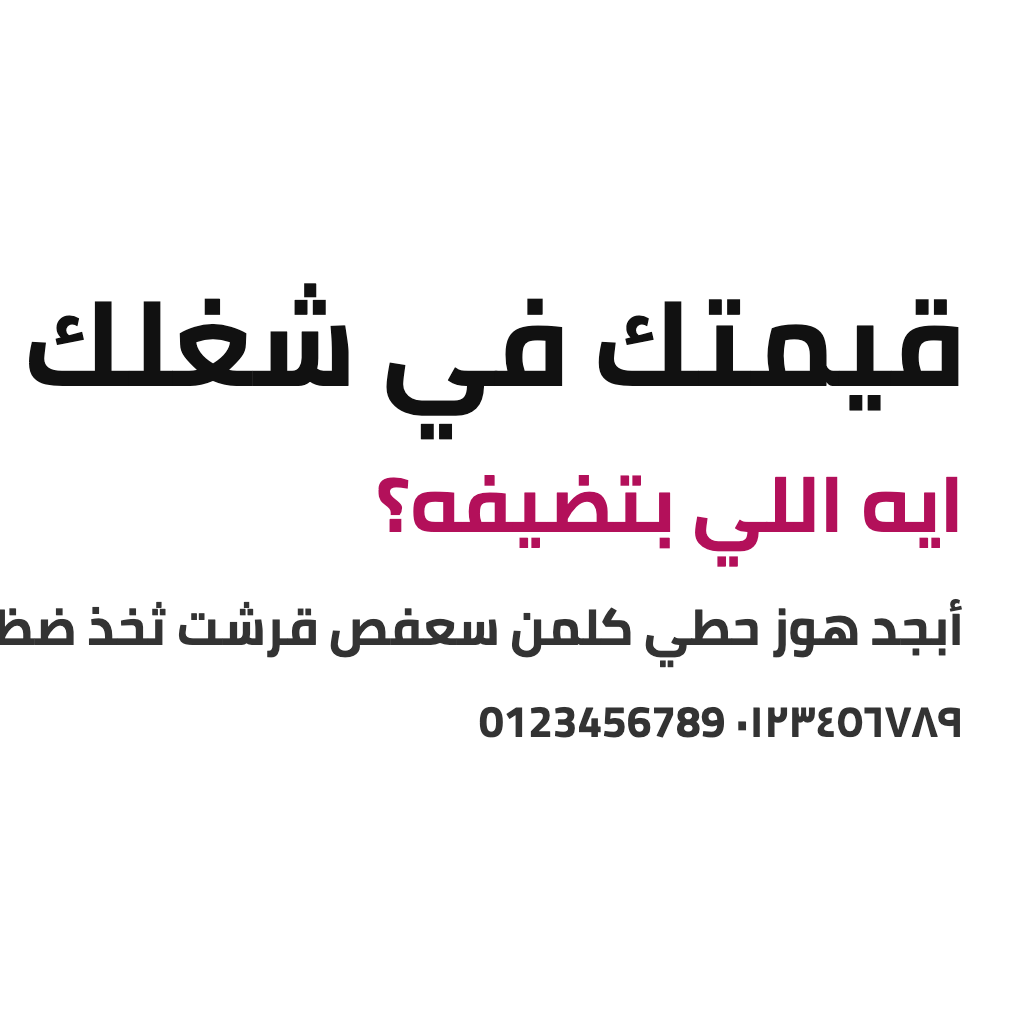 قيمتك في شغلك
ايه اللي بتضيفه؟
أبجد هوز حطي كلمن سعفص قرشت ثخذ ضظ
٠١٢٣٤٥٦٧٨٩ 0123456789